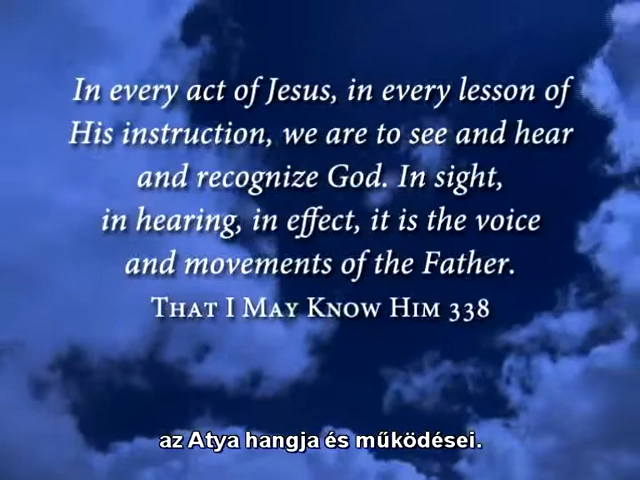 In every act of Jesus, in every lesson of
His instruction, we are to see and hear
and recognize God. In sight,
in hearing, in effect, it is the voice
and movements of the Father.
That I May Know Him 338
az Atya hangja és működései.